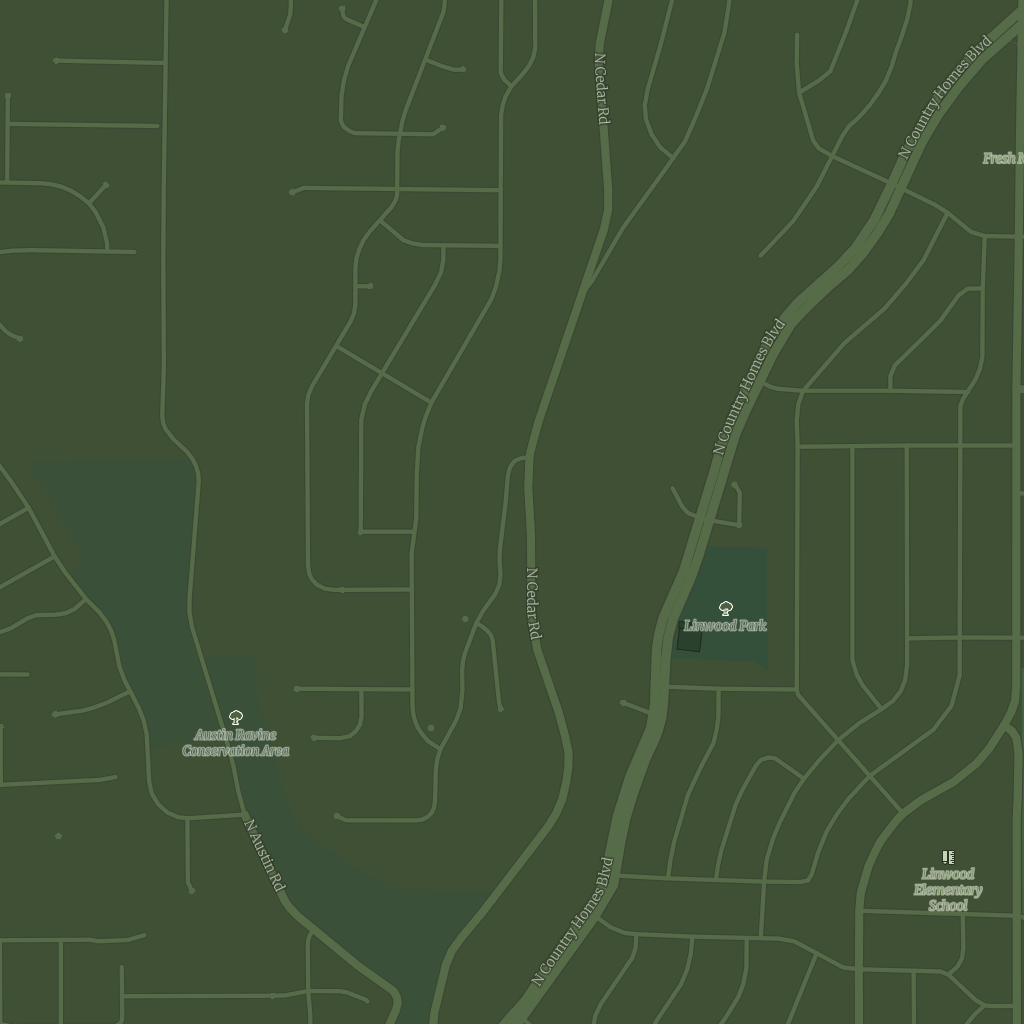 N Cedar Rd
N Country Homes Blvd
Fresh
N Country Homes Blvd
N Cedar Rd
Linwood Park
Austin Ravine
Conservation Area
N Austin Rd
N Country Homes Blvd
Linwood
Elementary
School